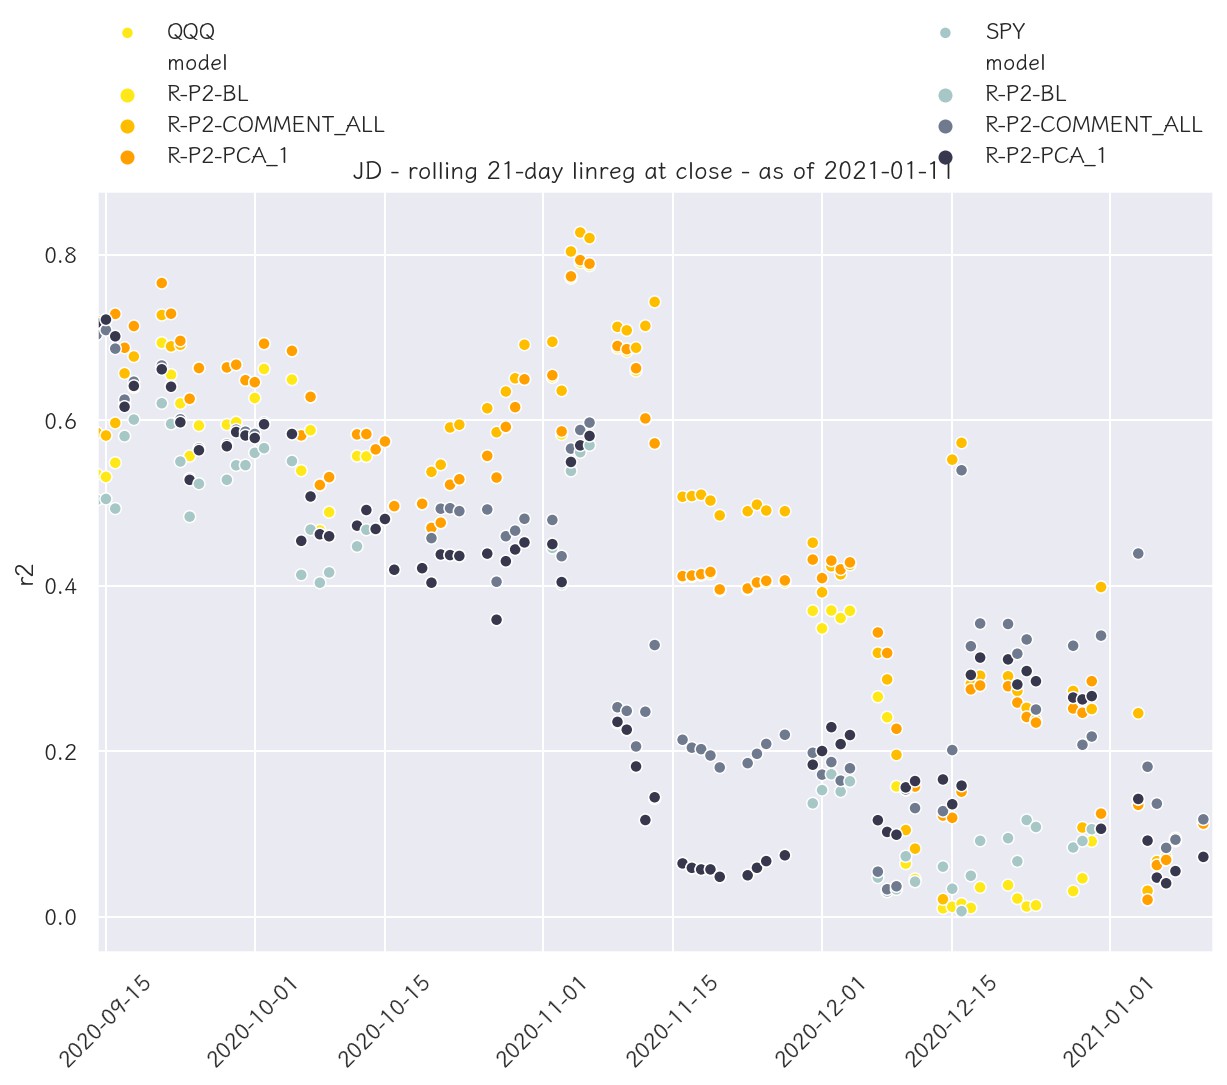 QQQ
model
R-P2-BL
R-P2-COMMENT_ALL
R-P2-PCA_1
SPY
model
R-P2-BL
R-P2-COMMENT_ALL
R-P2-PCA_1
JD - rolling 21-day linreg at close - as of 2021-01-11
0.8
0.6
0.4
0.2
0.0
r2
2020-09-15
2020-10-01
2020-10-15
2020-11-01
2020-11-15
2020-12-01
2020-12-15
2021-01-01